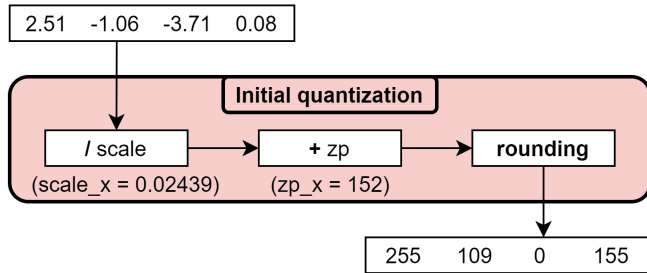 2.51 -1.06 -3.71 0.08
Initial quantization
/ scale
+ zp
rounding
(scale_x = 0.02439)
(zp_x = 152)
255 109 0 155